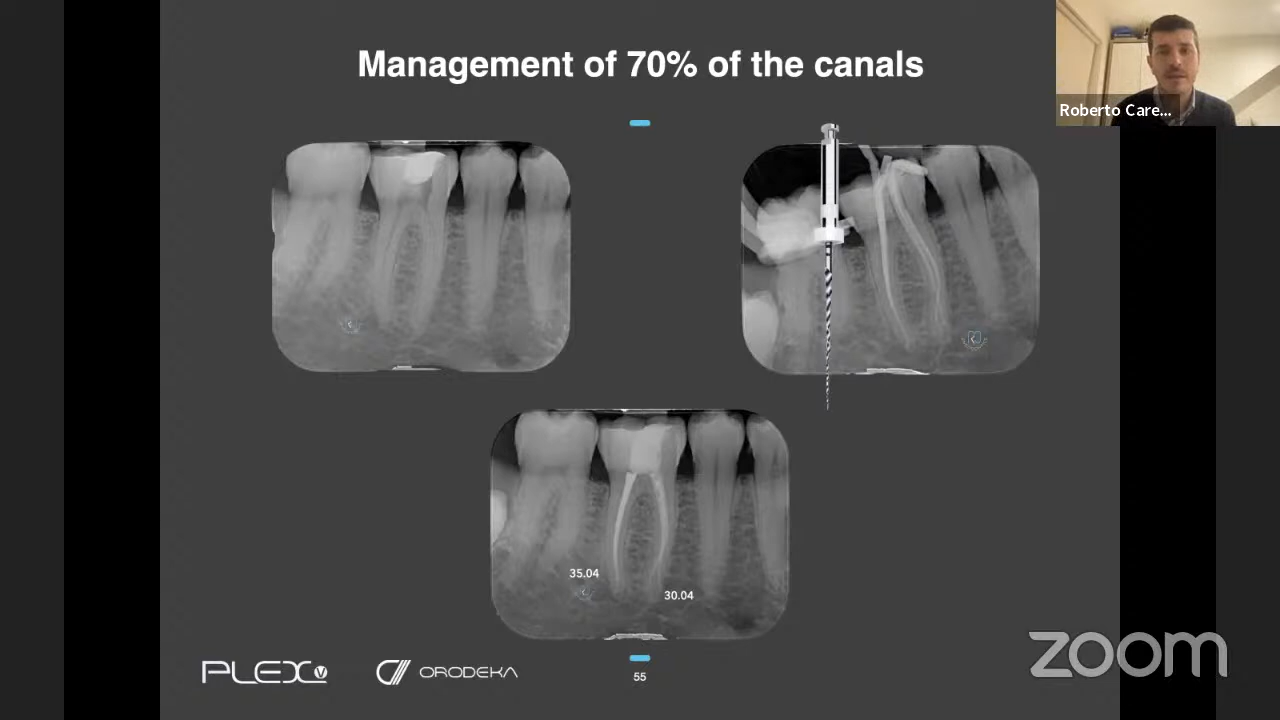 Management of 70% of the canals
Roberto Care...
35.04
30.04
PLEX V
ORODEKA
55
zoom